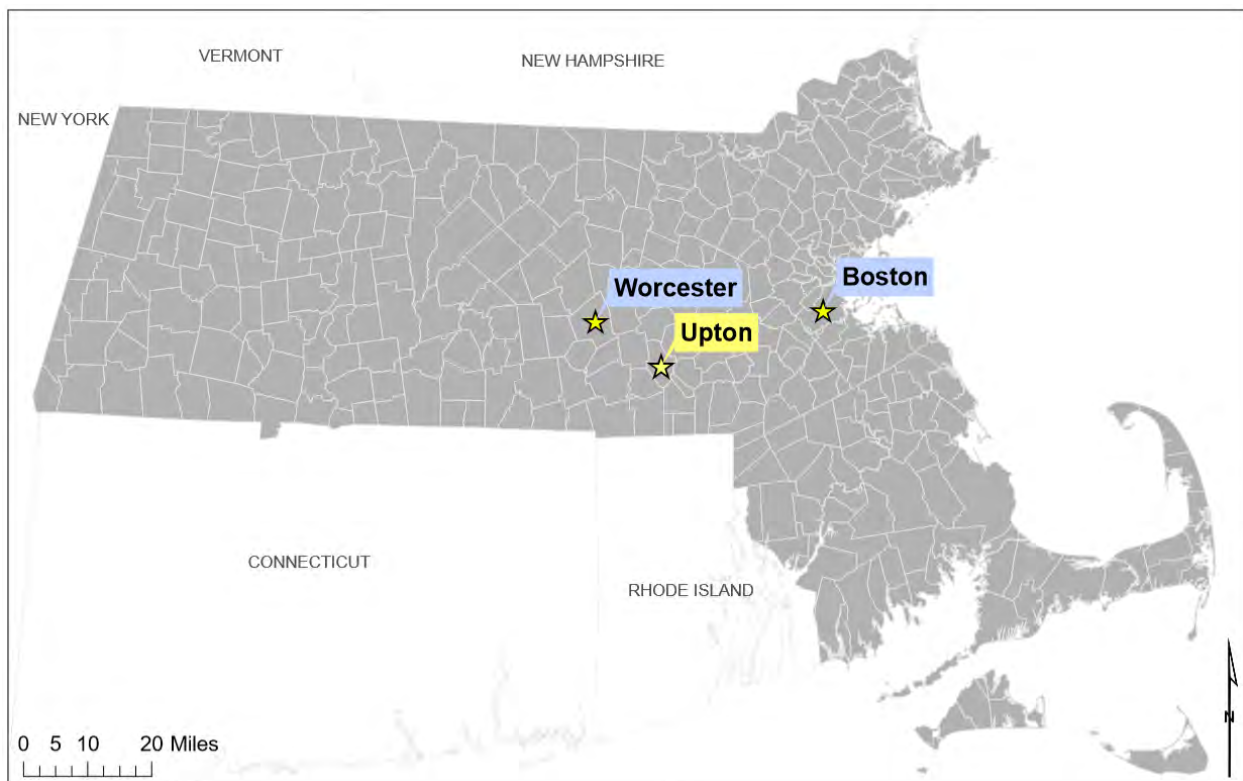 VERMONT
NEW HAMPSHIRE
NEW YORK
Worcester
Boston
Upton
CONNECTICUT
RHODE ISLAND
N
0 5 10 20 Miles